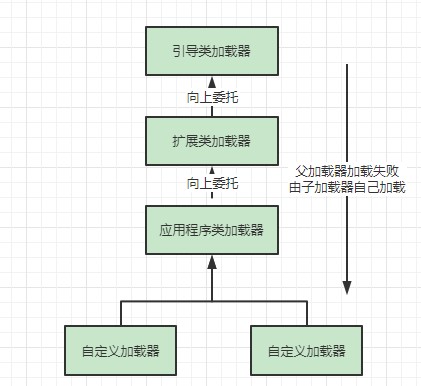 引导类加载器
向上委托
扩展类加载器
父加载器加载失败
由子加载器自己加载
向上委托
应用程序类加载器
自定义加载器
自定义加载器